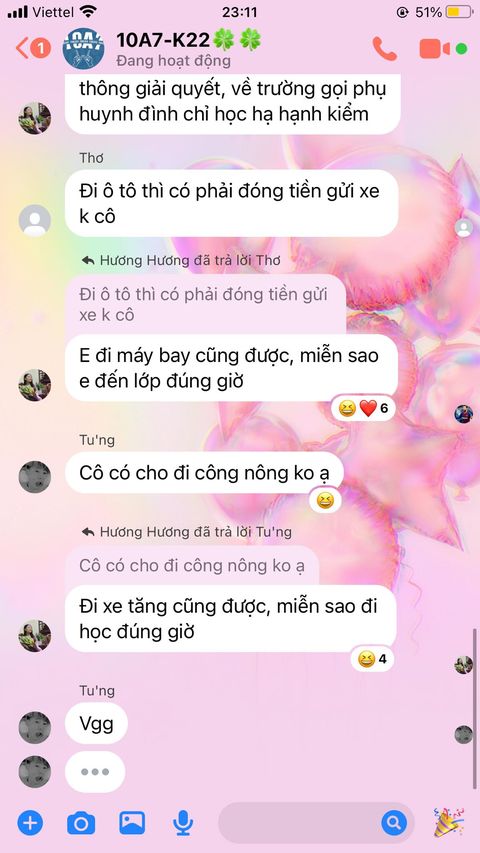 Viettel 23:11 51%
1 10A7-K22🍀🍀
Đang hoạt động
thông giải quyết, về trường gọi phụ
huynh đình chỉ học hạ hạnh kiểm
Thơ
Đi ô tô thì có phải đóng tiền gửi xe
k cô
Hương Hương đã trả lời Thơ
Đi ô tô thì có phải đóng tiền gửi
xe k cô
E đi máy bay cũng được, miễn sao
e đến lớp đúng giờ
😆❤️ 6
Tư'ng
Cô có cho đi công nông ko ạ
😆
Hương Hương đã trả lời Tư'ng
Cô có cho đi công nông ko ạ
Đi xe tăng cũng được, miễn sao đi
học đúng giờ
😆 4
Tư'ng
Vgg